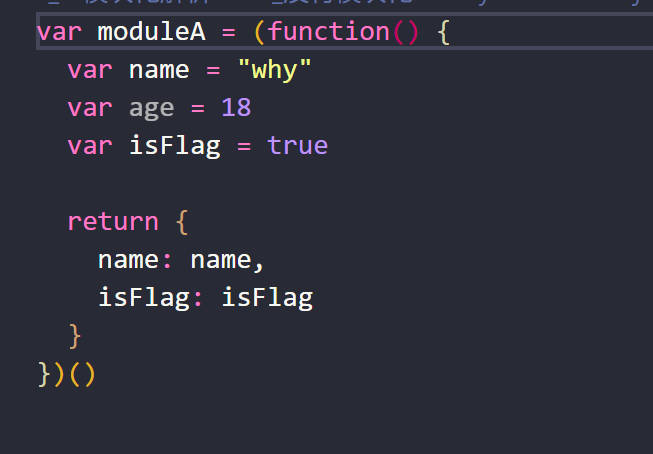 var moduleA = (function() {
  var name = "why"
  var age = 18
  var isFlag = true
  return {
    name: name,
    isFlag: isFlag
  }
})()